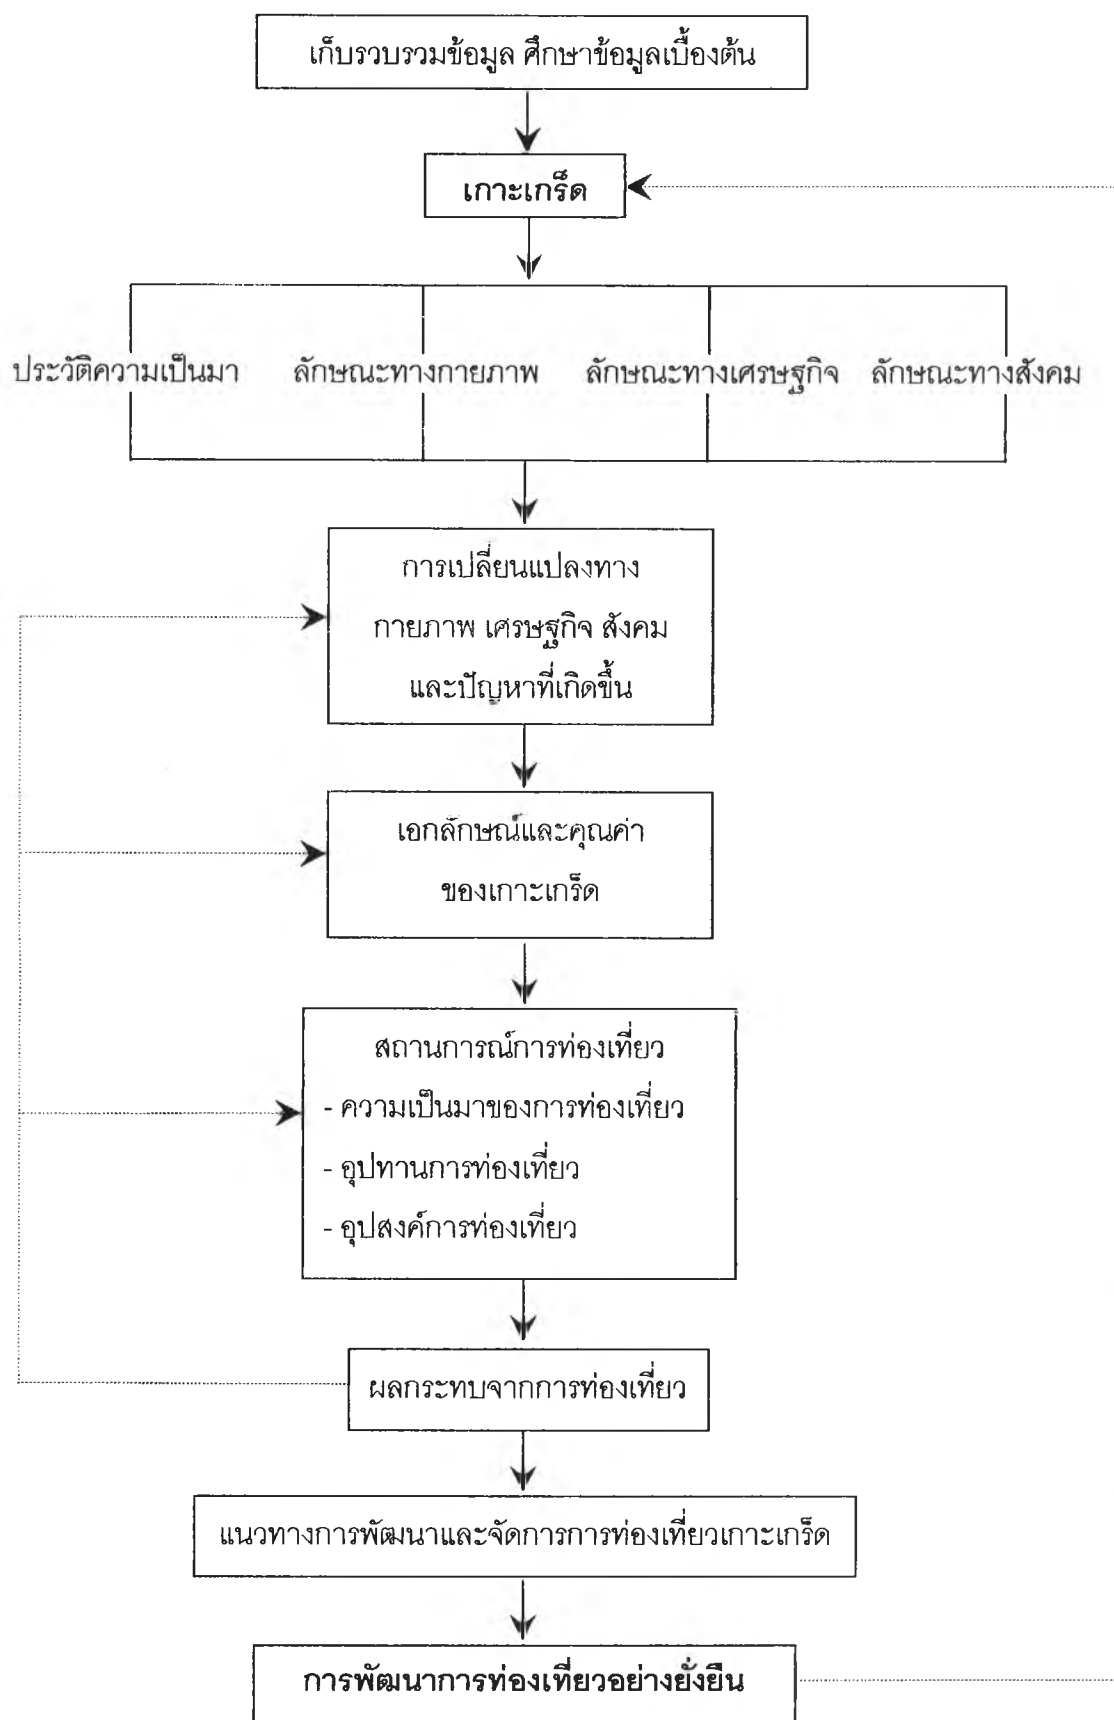 เก็บรวบรวมข้อมูล ศึกษาข้อมูลเบื้องต้น
เกาะเกร็ด
ประวัติความเป็นมา ลักษณะทางกายภาพ ลักษณะทางเศรษฐกิจ ลักษณะทางสังคม
การเปลี่ยนแปลงทาง
กายภาพ เศรษฐกิจ สังคม
และปัญหาที่เกิดขึ้น
เอกลักษณ์และคุณค่า
ของเกาะเกร็ด
สถานการณ์การท่องเที่ยว
- ความเป็นมาของการท่องเที่ยว
- อุปทานการท่องเที่ยว
- อุปสงค์การท่องเที่ยว
ผลกระทบจากการท่องเที่ยว
แนวทางการพัฒนาและจัดการการท่องเที่ยวเกาะเกร็ด
การพัฒนาการท่องเที่ยวอย่างยั่งยืน